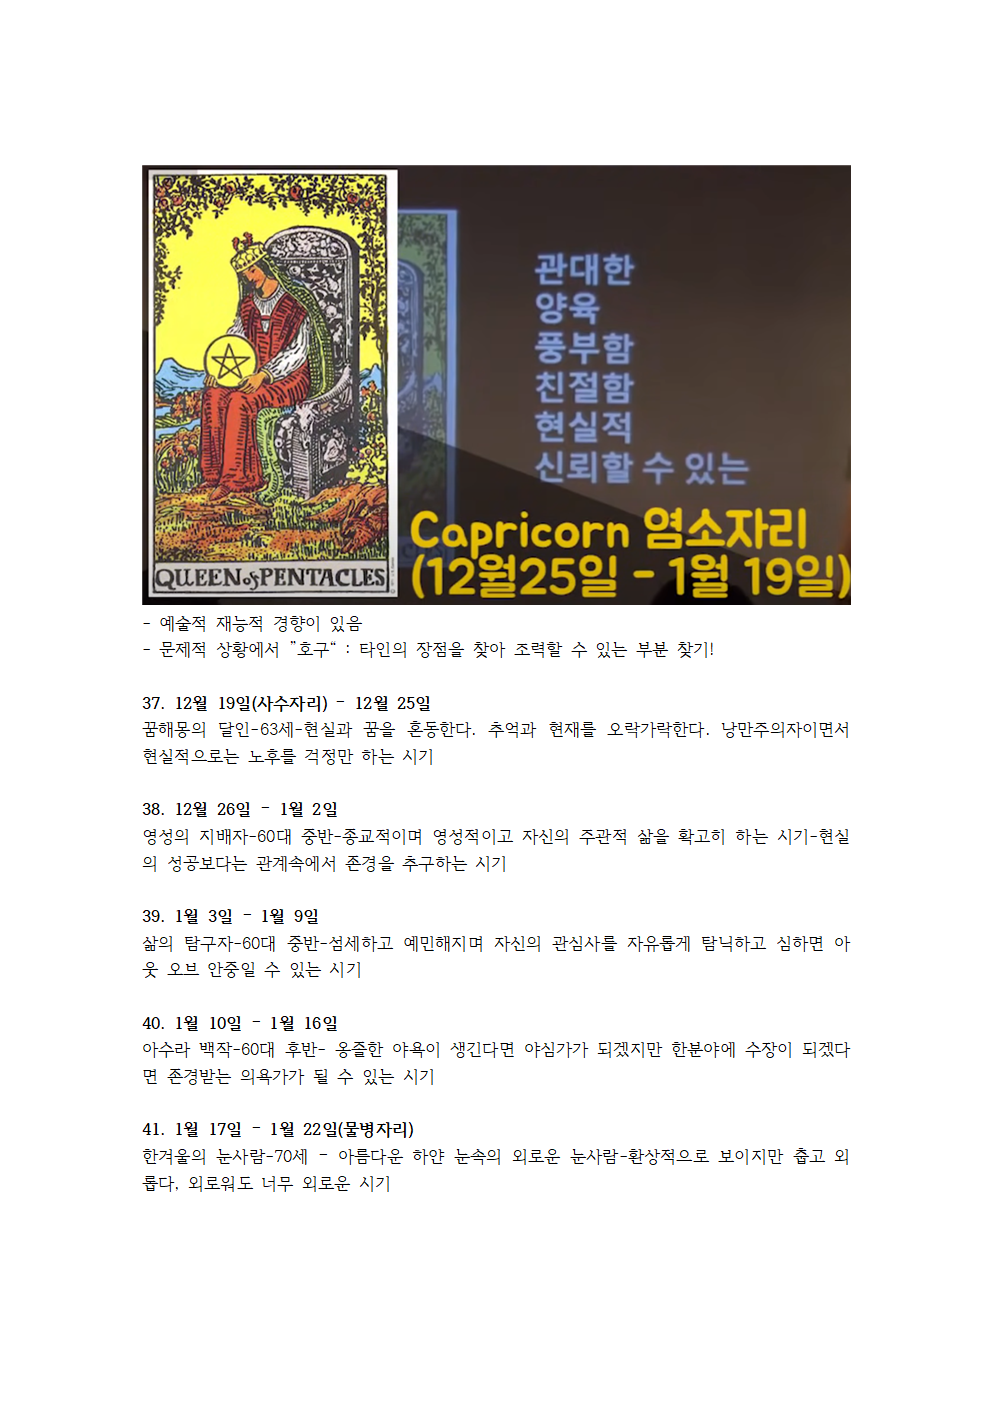 관대한
양육
풍부함
친절함
현실적
신뢰할 수 있는
Capricorn 염소자리
(12월25일 - 1월 19일)
QUEEN of PENTACLES
- 예술적 재능적 경향이 있음
- 문제적 상황에서 ”호구“ : 타인의 장점을 찾아 조력할 수 있는 부분 찾기!
37. 12월 19일(사수자리) - 12월 25일
꿈해몽의 달인-63세-현실과 꿈을 혼동한다. 추억과 현재를 오락가락한다. 낭만주의자이면서
현실적으로는 노후를 걱정만 하는 시기
38. 12월 26일 - 1월 2일
영성의 지배자-60대 중반-종교적이며 영성적이고 자신의 주관적 삶을 확고히 하는 시기-현실
의 성공보다는 관계속에서 존경을 추구하는 시기
39. 1월 3일 - 1월 9일
삶의 탐구자-60대 중반-섬세하고 예민해지며 자신의 관심사를 자유롭게 탐닉하고 심하면 아
웃 오브 안중일 수 있는 시기
40. 1월 10일 - 1월 16일
아수라 백작-60대 후반- 옹졸한 야욕이 생긴다면 야심가가 되겠지만 한분야에 수장이 되겠다
면 존경받는 의욕가가 될 수 있는 시기
41. 1월 17일 - 1월 22일(물병자리)
한겨울의 눈사람-70세 - 아름다운 하얀 눈속의 외로운 눈사람-환상적으로 보이지만 춥고 외
롭다, 외로워도 너무 외로운 시기